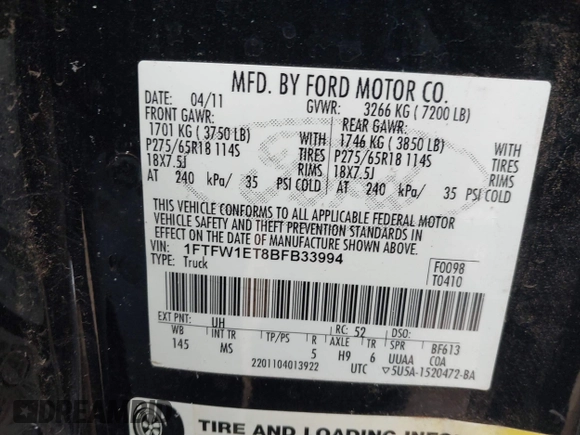 MFD. BY FORD MOTOR CO.
DATE: 04/11 GVWR: 3266 KG ( 7200 LB)
FRONT GAWR: REAR GAWR:
1701 KG ( 3750 LB) WITH 1746 KG ( 3850 LB) WITH
P275/65R18 114S TIRES P275/65R18 114S TIRES
18X7.5J RIMS 18X7.5J RIMS
AT 240 kPa/ 35 PSI COLD AT 240 kPa/ 35 PSI COLD
THIS VEHICLE CONFORMS TO ALL APPLICABLE FEDERAL MOTOR
VEHICLE SAFETY AND THEFT PREVENTION STANDARDS IN EFFECT
ON THE DATE OF MANUFACTURE SHOWN ABOVE.
VIN: 1FTFW1ET8BFB33994 F0098
TYPE: Truck T0410
EXT PNT: UH RC: 52 DSO:
WB INT TR TP/PS R AXLE TR SPR BF613
145 MS 5 H9 6 UUAA COA
2201104013922 UTC 5U5A-1520472-BA
TIRE AND LOADING INFO
Ford